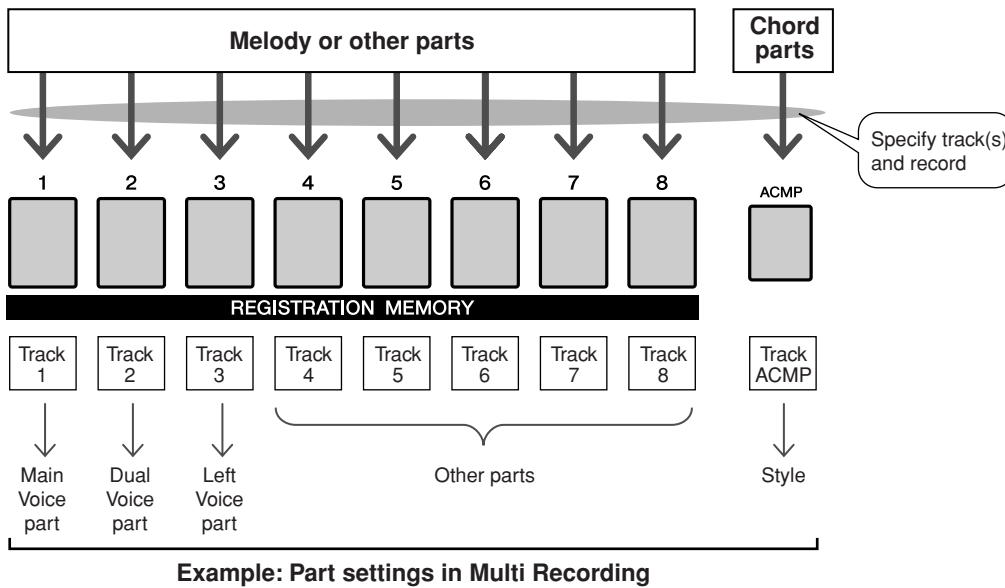 Melody or other parts
Chord
parts
Specify track(s)
and record
1 2 3 4 5 6 7 8 ACMP
REGISTRATION MEMORY
Track
1
Track
2
Track
3
Track
4
Track
5
Track
6
Track
7
Track
8
Track
ACMP
Main
Voice
part
Dual
Voice
part
Left
Voice
part
Other parts
Style
Example: Part settings in Multi Recording